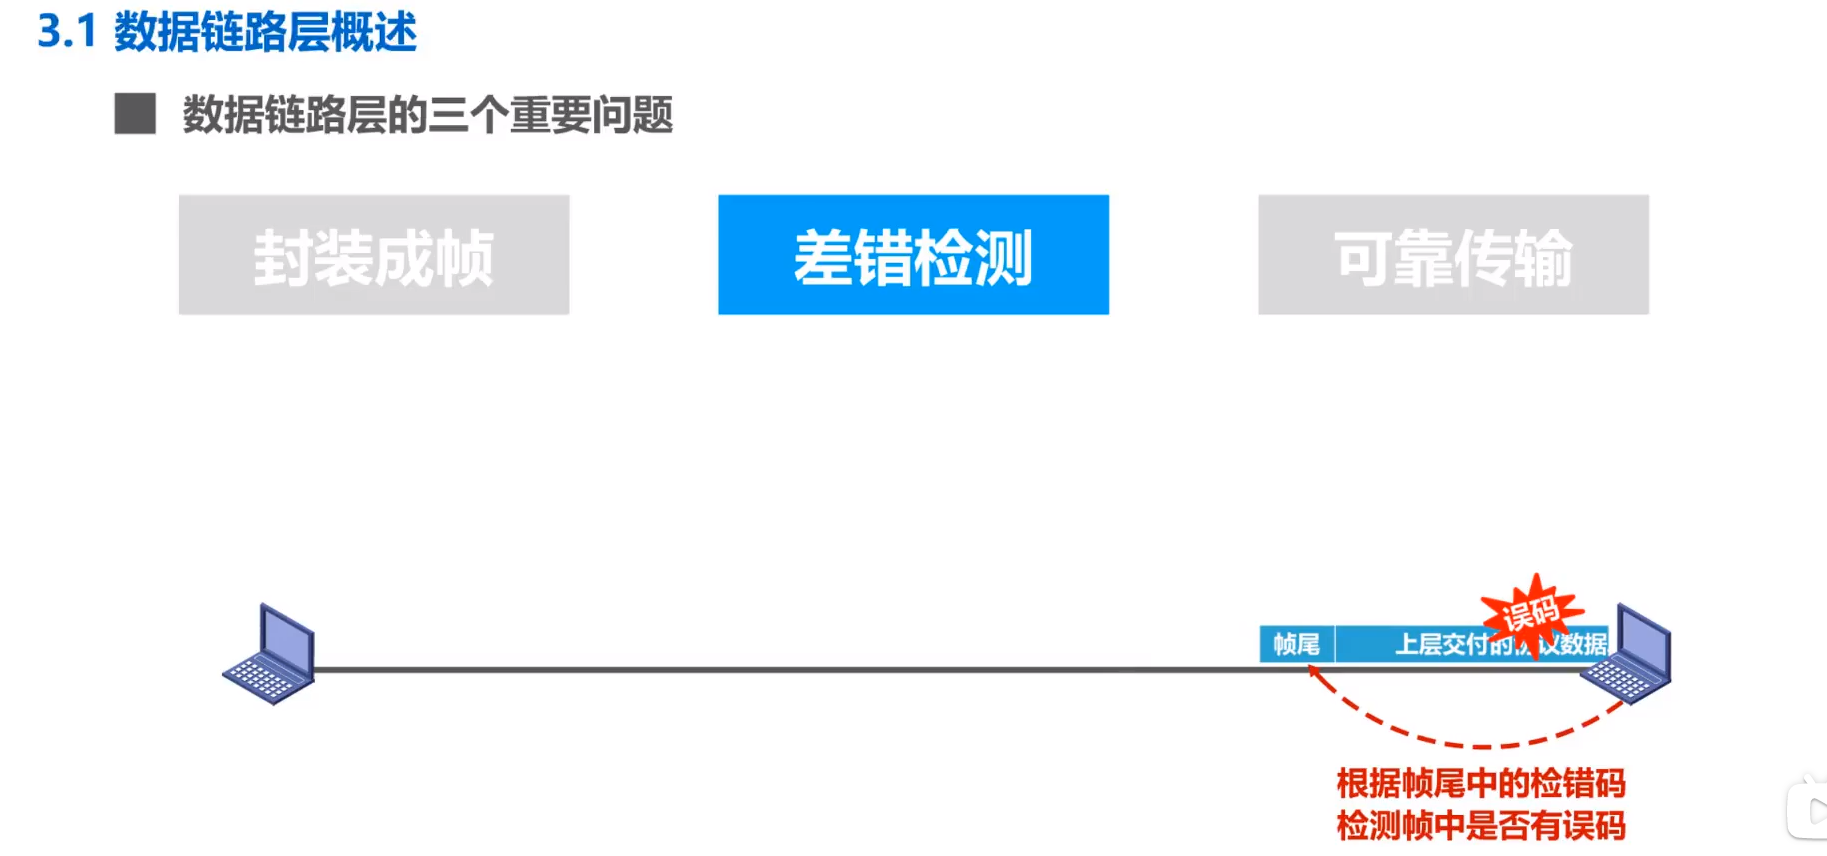 3.1 数据链路层概述
数据链路层的三个重要问题
封装成帧
差错检测
可靠传输
误码
帧尾
上层交付的协议数据
根据帧尾中的检错码
检测帧中是否有误码